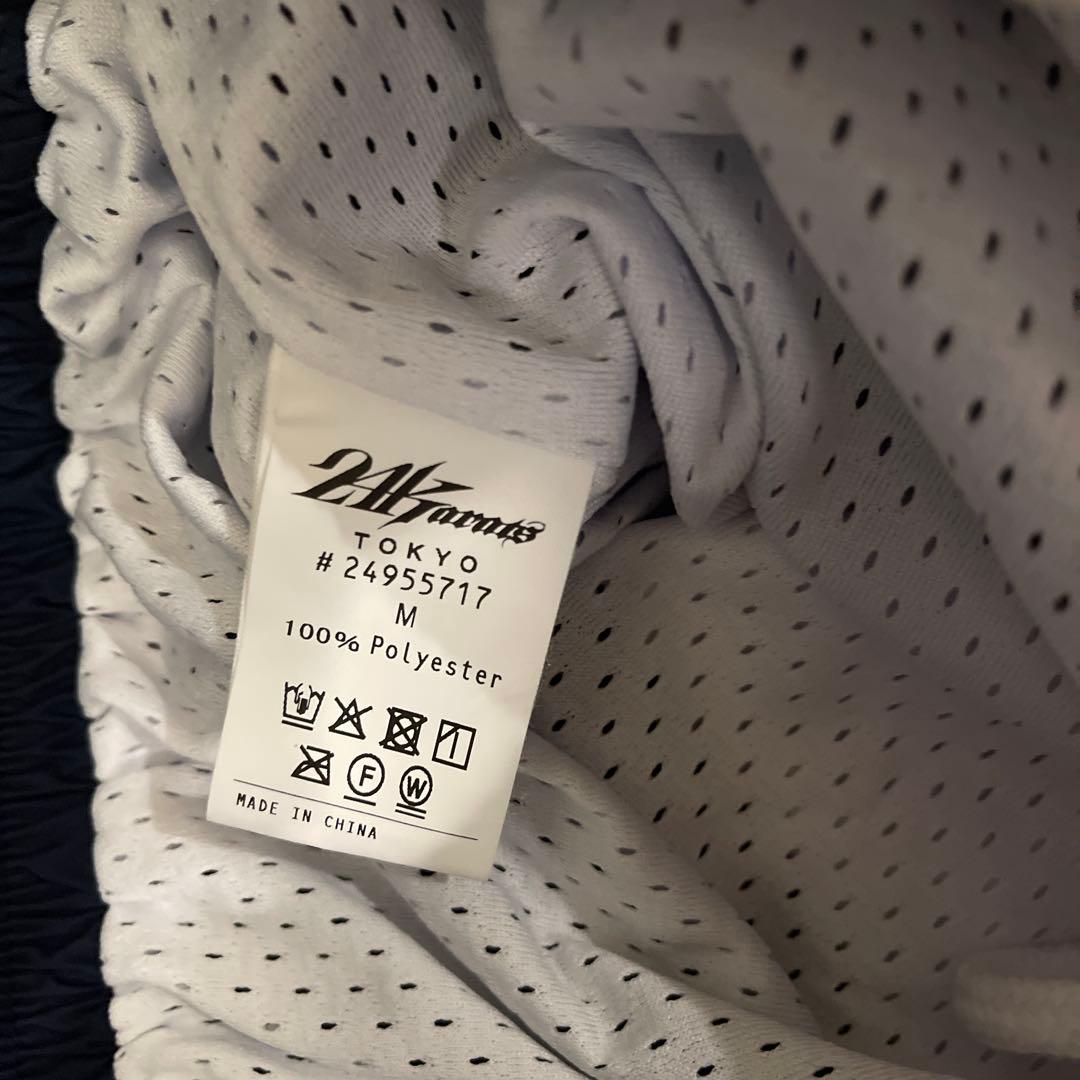 24Karats
TOKYO
# 24955717
M
100% Polyester
F W
MADE IN CHINA